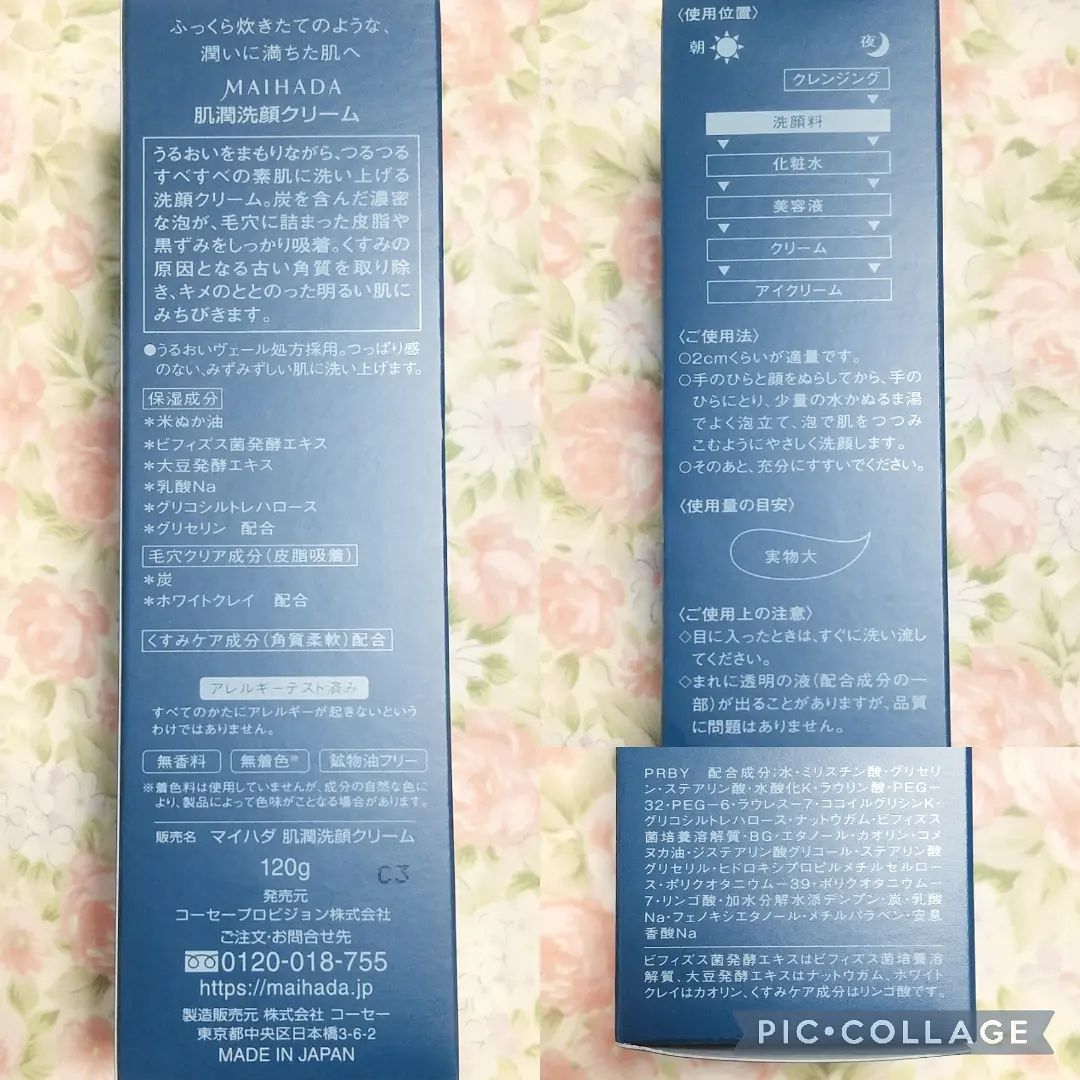 ふっくら炊きたてのような、
潤いに満ちた肌へ
MAIHADA
肌潤洗顔クリーム
うるおいをまもりながら、つるつる
すべすべの素肌に洗い上げる
洗顔クリーム。炭を含んだ濃密
な泡が、毛穴に詰まった皮脂や
黒ずみをしっかり吸着。くすみの
原因となる古い角質を取り除
き、キメのととのった明るい肌に
みちびきます。
●うるおいヴェール処方採用。つっぱり感
のない、みずみずしい肌に洗い上げます。
保湿成分
*米ぬか油
*ビフィズス菌発酵エキス
*大豆発酵エキス
*乳酸Na
*グリコシルトレハロース
*グリセリン 配合
毛穴クリア成分(皮脂吸着)
*炭
*ホワイトクレイ 配合
くすみケア成分(角質柔軟)配合
アレルギーテスト済み
すべてのかたにアレルギーが起きないという
わけではありません。
無香料 無着色※ 鉱物油フリー
※着色料は使用していませんが、成分の自然な色に
より、製品によって色味がことなる場合があります。
販売名 マイハダ 肌潤洗顔クリーム
120g
C3
発売元
コーセープロビジョン株式会社
ご注文・お問合せ先
0120-018-755
https://maihada.jp
製造販売元 株式会社 コーセー
東京都中央区日本橋3-6-2
MADE IN JAPAN
〈使用位置〉
朝 夜
クレンジング
洗顔料
化粧水
美容液
クリーム
アイクリーム
〈ご使用法〉
○2cmくらいが適量です。
○手のひらと顔をぬらしてから、手の
ひらにとり、少量の水かぬるま湯
でよく泡立て、泡で肌をつつみ
こむようにやさしく洗顔します。
○そのあと、充分にすすいでください。
〈使用量の目安〉
実物大
〈ご使用上の注意〉
◇目に入ったときは、すぐに洗い流し
てください。
◇まれに透明の液(配合成分の一
部)が出ることがありますが、品質
に問題はありません。
PRBY 配合成分:水・ミリスチン酸・グリセリ
ン・ステアリン酸・水酸化K・ラウリン酸・PEG-
32・PEG-6・ラウレス-7・ココイルグリシンK・
グリコシルトレハロース・ナットウガム・ビフィズス
菌培養溶解質・BG・エタノール・カオリン・コメ
ヌカ油・ジステアリン酸グリコール・ステアリン酸
グリセリル・ヒドロキシプロピルメチルセルロー
ス・ポリクオタニウム-39・ポリクオタニウム-
7・リンゴ酸・加水分解水添デンプン・炭・乳酸
Na・フェノキシエタノール・メチルパラベン・安息
香酸Na
ビフィズス菌発酵エキスはビフィズス菌培養溶
解質、大豆発酵エキスはナットウガム、ホワイト
クレイはカオリン、くすみケア成分はリンゴ酸です。
PIC•COLLAGE